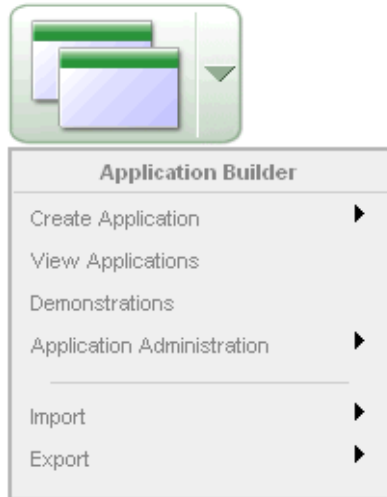 Application Builder
Create Application
View Applications
Demonstrations
Application Administration
Import
Export